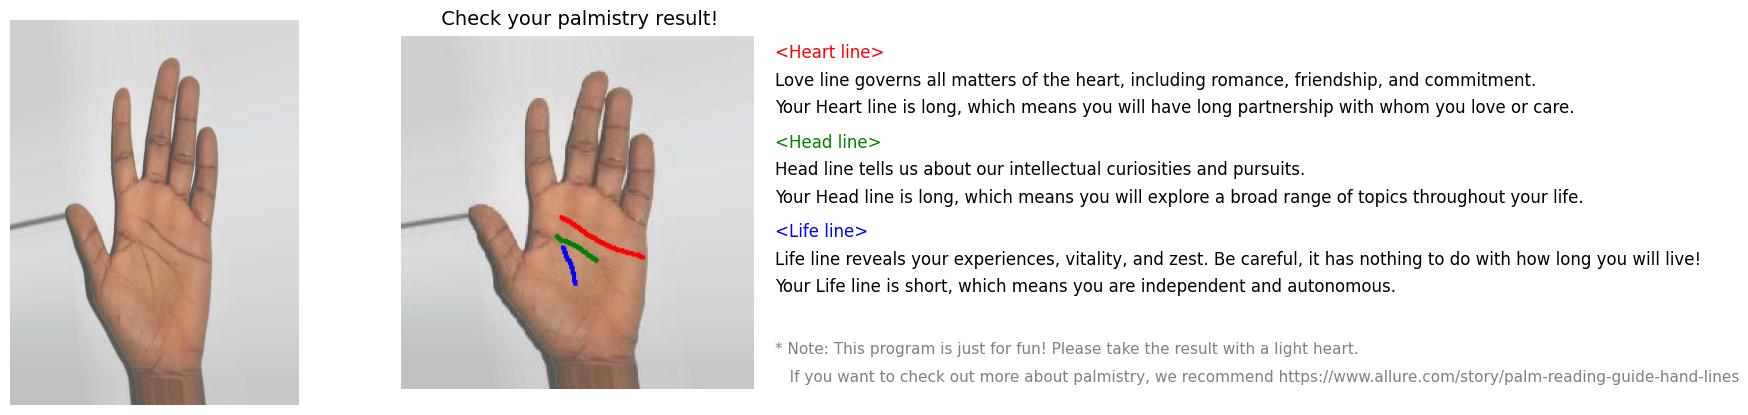 Check your palmistry result!
<Heart line>
Love line governs all matters of the heart, including romance, friendship, and commitment.
Your Heart line is long, which means you will have long partnership with whom you love or care.
<Head line>
Head line tells us about our intellectual curiosities and pursuits.
Your Head line is long, which means you will explore a broad range of topics throughout your life.
<Life line>
Life line reveals your experiences, vitality, and zest. Be careful, it has nothing to do with how long you will live!
Your Life line is short, which means you are independent and autonomous.
* Note: This program is just for fun! Please take the result with a light heart.
If you want to check out more about palmistry, we recommend https://www.allure.com/story/palm-reading-guide-hand-lines